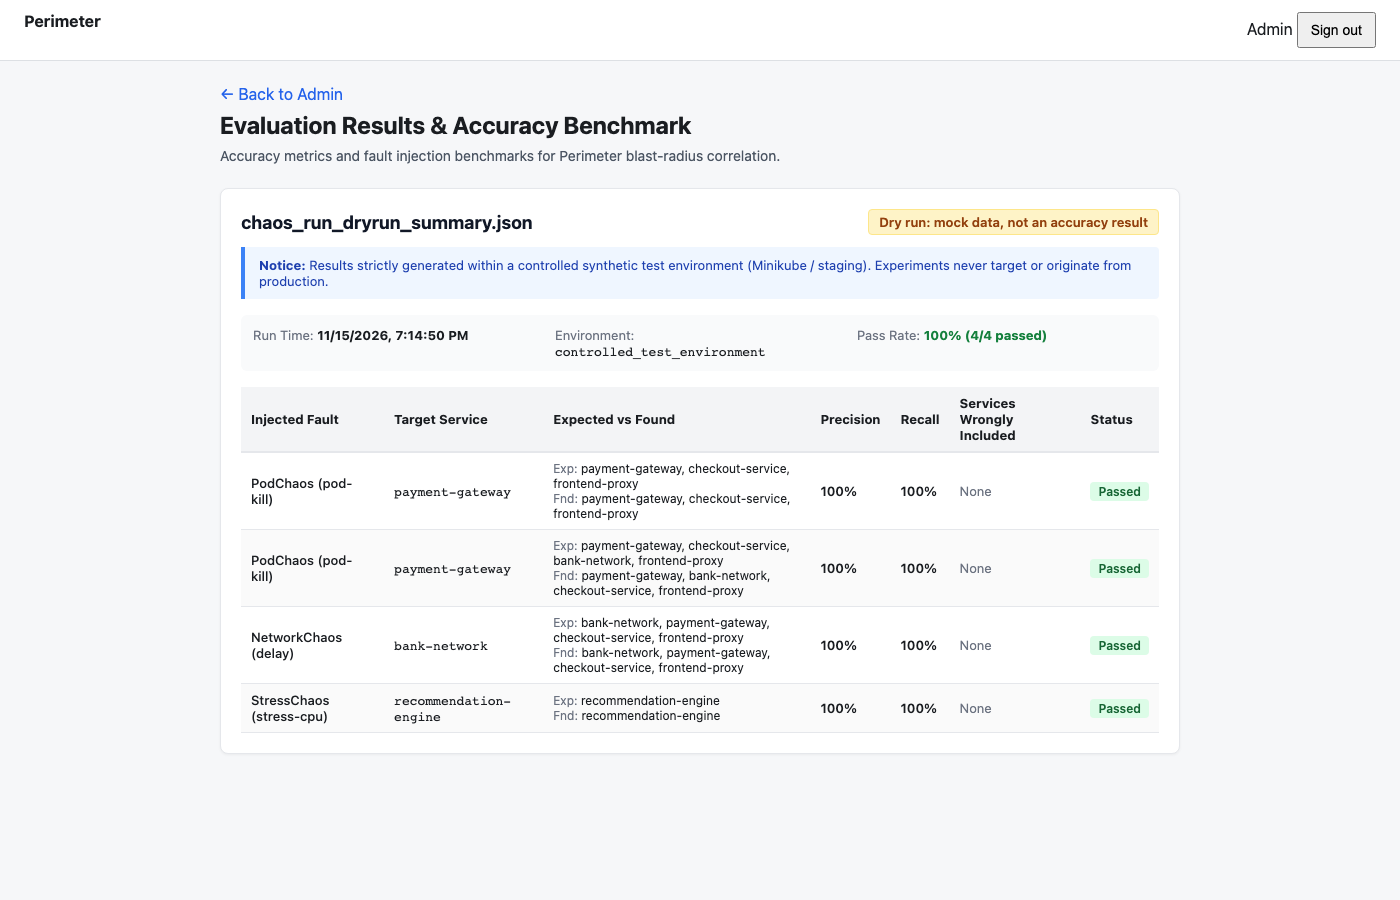 Perimeter
Admin
Sign out
← Back to Admin
Evaluation Results & Accuracy Benchmark
Accuracy metrics and fault injection benchmarks for Perimeter blast-radius correlation.
chaos_run_dryrun_summary.json
Dry run: mock data, not an accuracy result
Notice: Results strictly generated within a controlled synthetic test environment (Minikube / staging). Experiments never target or originate from
production.
Run Time: 11/15/2026, 7:14:50 PM
Environment:
controlled_test_environment
Pass Rate: 100% (4/4 passed)
Injected Fault
Target Service
Expected vs Found
Precision
Recall
Services
Wrongly
Included
Status
PodChaos (pod-
kill)
payment-gateway
Exp: payment-gateway, checkout-service,
frontend-proxy
Fnd: payment-gateway, checkout-service,
frontend-proxy
100%
100%
None
Passed
PodChaos (pod-
kill)
payment-gateway
Exp: payment-gateway, checkout-service,
bank-network, frontend-proxy
Fnd: payment-gateway, bank-network,
checkout-service, frontend-proxy
100%
100%
None
Passed
NetworkChaos
(delay)
bank-network
Exp: bank-network, payment-gateway,
checkout-service, frontend-proxy
Fnd: bank-network, payment-gateway,
checkout-service, frontend-proxy
100%
100%
None
Passed
StressChaos
(stress-cpu)
recommendation-
engine
Exp: recommendation-engine
Fnd: recommendation-engine
100%
100%
None
Passed